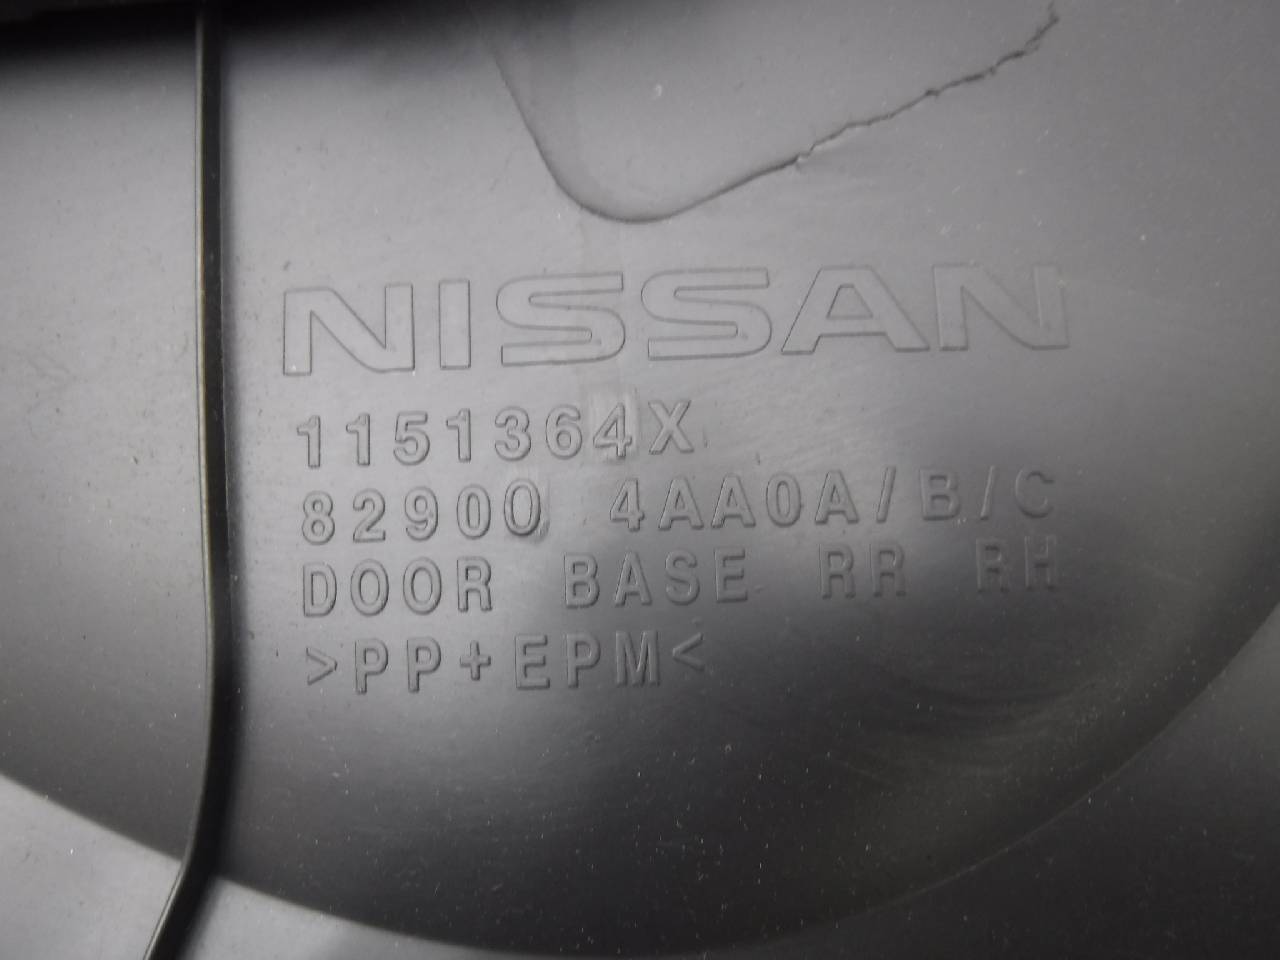 NISSAN
1151364X
82900 4AA0A/B/C
DOOR BASE RR RH
>PP+EPM<